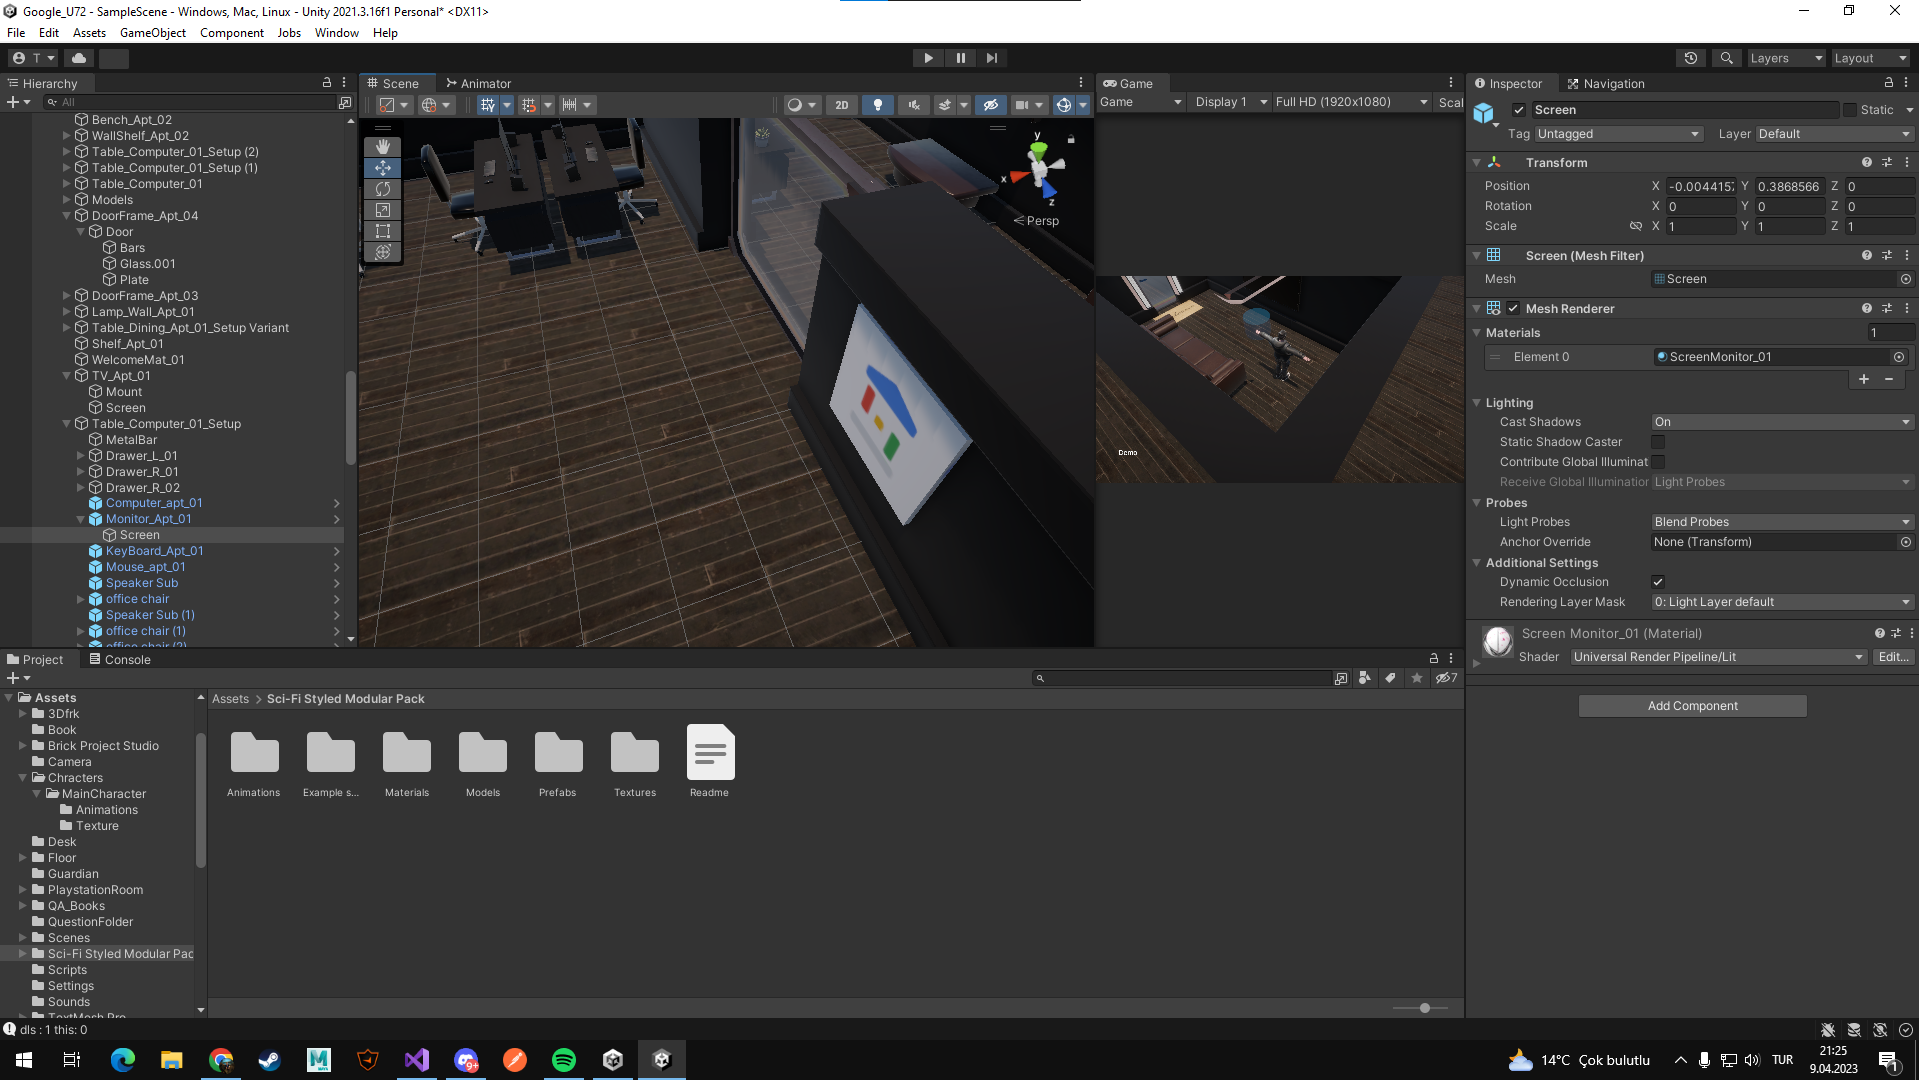 Google_U72 - SampleScene - Windows, Mac, Linux - Unity 2021.3.16f1 Personal* <DX11>
File Edit Assets GameObject Component Jobs Window Help
T
Layers Layout
Hierarchy
All
Bench_Apt_02
WallShelf_Apt_02
Table_Computer_01_Setup (2)
Table_Computer_01_Setup (1)
Table_Computer_01
Models
DoorFrame_Apt_04
Door
Bars
Glass.001
Plate
DoorFrame_Apt_03
Lamp_Wall_Apt_01
Table_Dining_Apt_01_Setup Variant
Shelf_Apt_01
WelcomeMat_01
TV_Apt_01
Mount
Screen
Table_Computer_01_Setup
MetalBar
Drawer_L_01
Drawer_R_01
Drawer_R_02
Computer_apt_01
Monitor_Apt_01
Screen
KeyBoard_Apt_01
Mouse_apt_01
Speaker Sub
office chair
Speaker Sub (1)
office chair (1)
office chair (2)
Scene Animator
2D
y
x
z
Persp
Game
Game Display 1 Full HD (1920x1080) Scal
Demo
Inspector Navigation
Screen Static
Tag Untagged Layer Default
Transform
Position X -0.0044157 Y 0.3868566 Z 0
Rotation X 0 Y 0 Z 0
Scale X 1 Y 1 Z 1
Screen (Mesh Filter)
Mesh Screen
Mesh Renderer
Materials 1
Element 0 ScreenMonitor_01
Lighting
Cast Shadows On
Static Shadow Caster
Contribute Global Illuminat
Receive Global Illumination Light Probes
Probes
Light Probes Blend Probes
Anchor Override None (Transform)
Additional Settings
Dynamic Occlusion
Rendering Layer Mask 0: Light Layer default
Screen Monitor_01 (Material)
Shader Universal Render Pipeline/Lit Edit...
Add Component
Project Console
7
Assets
3Dfrk
Book
Brick Project Studio
Camera
Chracters
MainCharacter
Animations
Texture
Desk
Floor
Guardian
PlaystationRoom
QA_Books
QuestionFolder
Scenes
Sci-Fi Styled Modular Pac
Scripts
Settings
Sounds
TextMesh Pro
Assets > Sci-Fi Styled Modular Pack
Animations Example s... Materials Models Prefabs Textures Readme
dls : 1 this: 0
9+
14°C Çok bulutlu TUR 21:25
9.04.2023
1